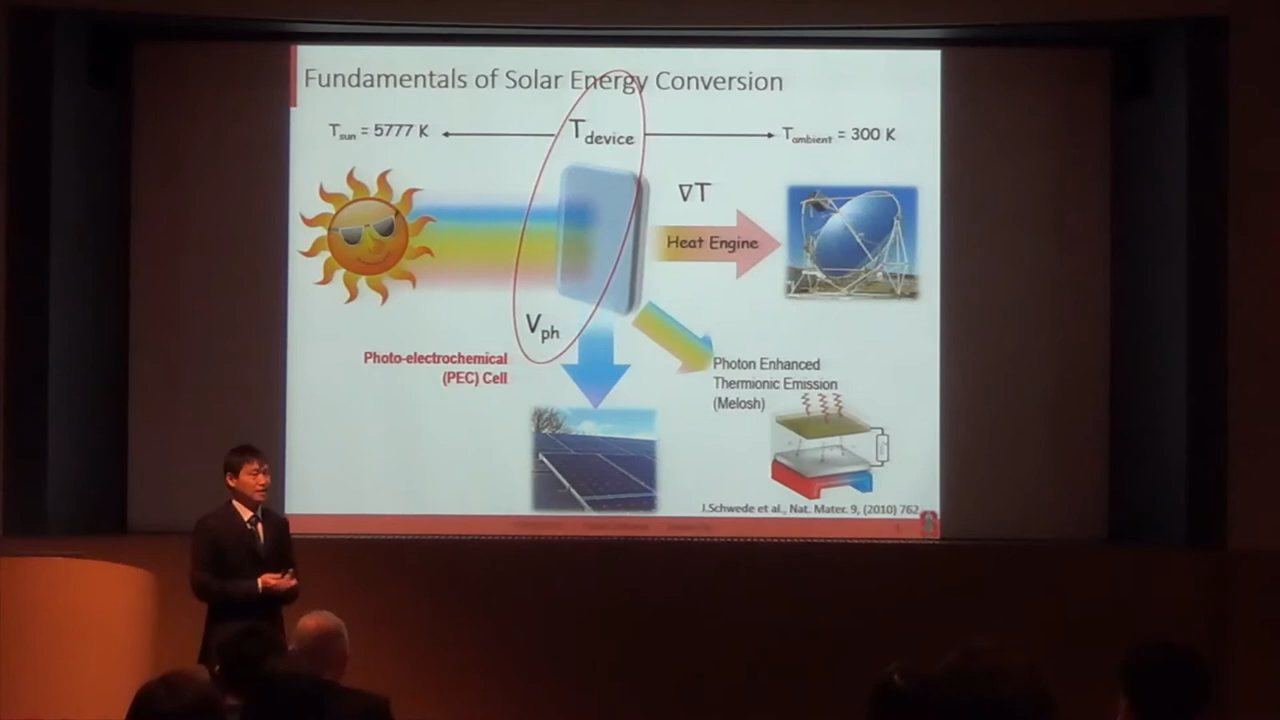 Fundamentals of Solar Energy Conversion
Tsun = 5777 K
Tdevice
Tambient = 300 K
∇T
Heat Engine
Vph
Photo-electrochemical
(PEC) Cell
Photon Enhanced
Thermionic Emission
(Melosh)
J.Schwede et al., Nat. Mater. 9, (2010) 762